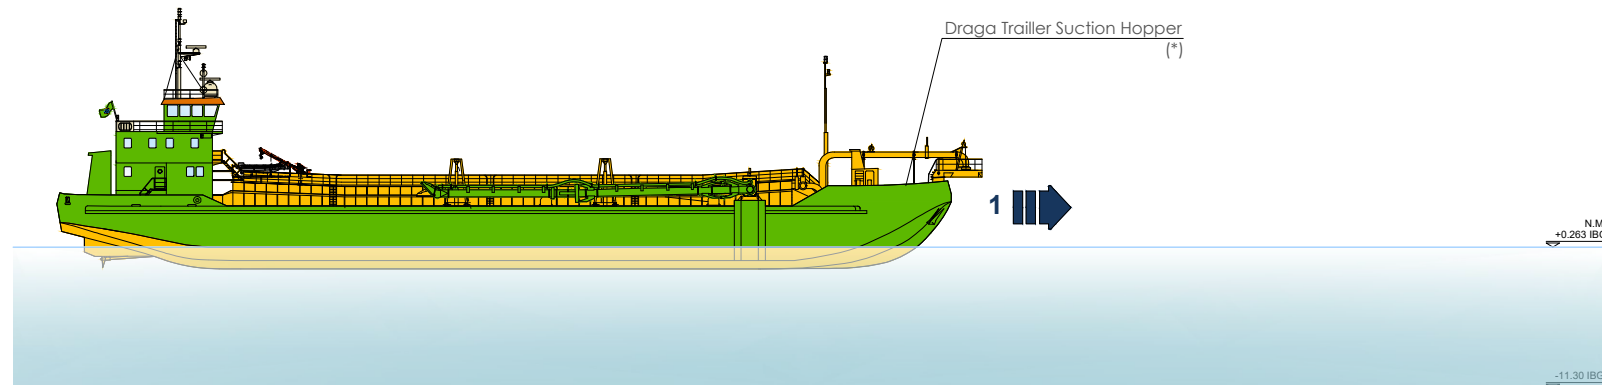 Draga Trailler Suction Hopper
(*)
1
N.M
+0.263 IBG
-11.30 IBG